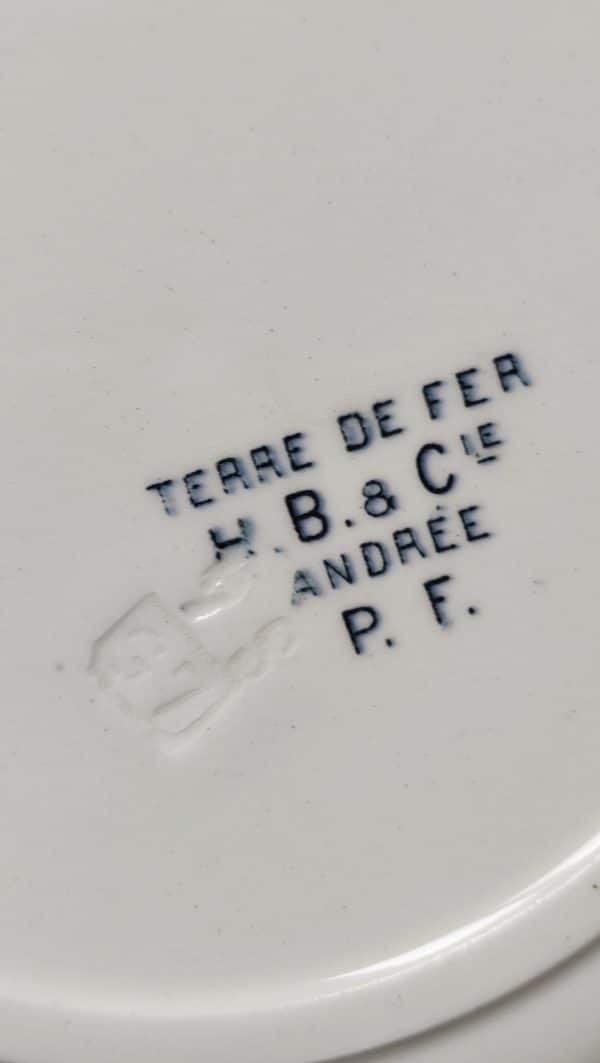 TERRE DE FER
H. B. & CIE
ANDRÉE
P. F.